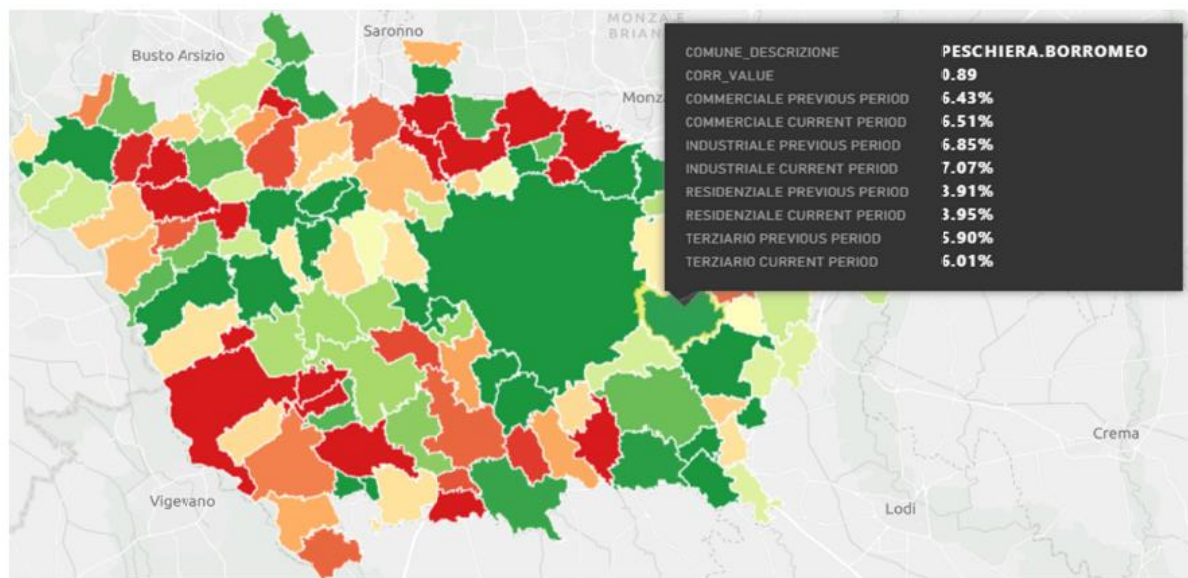 MONZA E
BRIAN
Saronno
Busto Arsizio
Monza
COMUNE_DESCRIZIONE PESCHIERA.BORROMEO
CORR_VALUE 0.89
COMMERCIALE PREVIOUS PERIOD 6.43%
COMMERCIALE CURRENT PERIOD 6.51%
INDUSTRIALE PREVIOUS PERIOD 6.85%
INDUSTRIALE CURRENT PERIOD 7.07%
RESIDENZIALE PREVIOUS PERIOD 3.91%
RESIDENZIALE CURRENT PERIOD 3.95%
TERZIARIO PREVIOUS PERIOD 5.90%
TERZIARIO CURRENT PERIOD 6.01%
Crema
Vigevano
Lodi